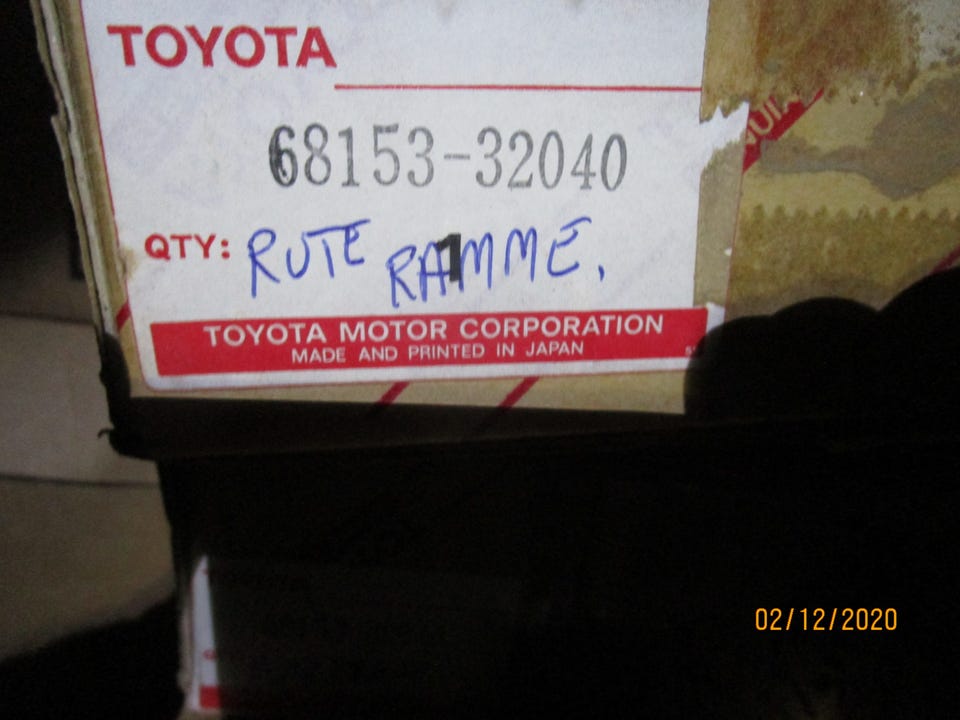 TOYOTA
68153-32040
QTY: 1
RUTE RAMME.
TOYOTA MOTOR CORPORATION
MADE AND PRINTED IN JAPAN
02/12/2020